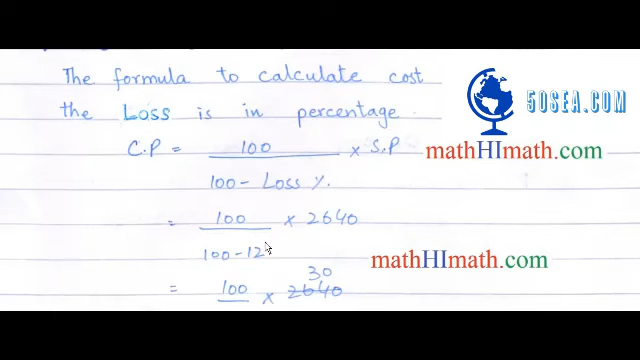 The formula to calculate cost
the Loss is in percentage
50SEA.COM
C.P = 100 × S.P
mathHImath.com
100 - Loss %.
= 100 × 2640
100 - 12
mathHImath.com
30
= 100 × 2640